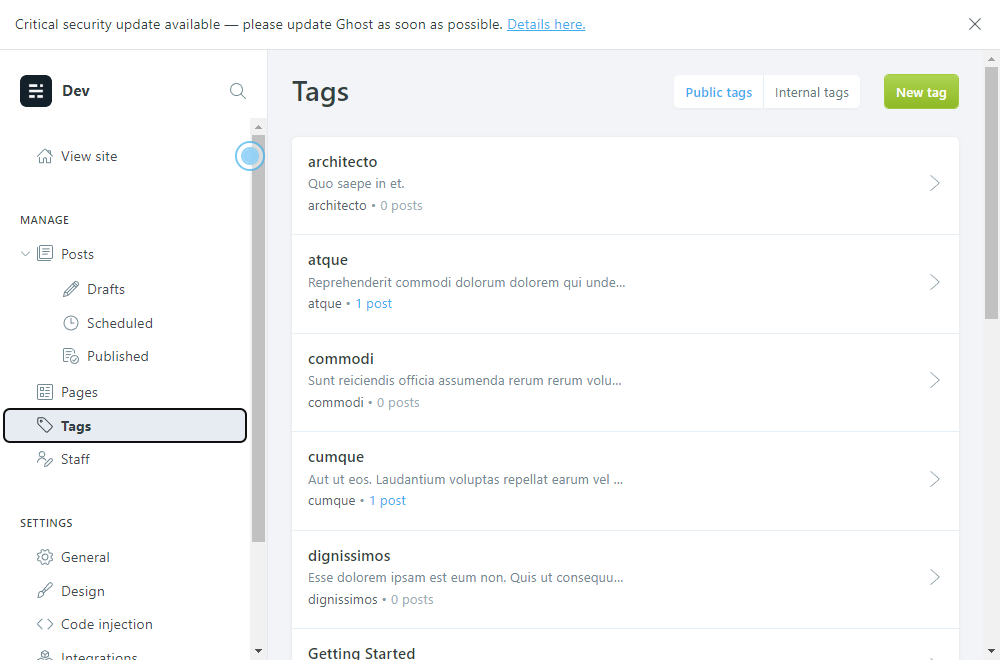 Critical security update available — please update Ghost as soon as possible. Details here.
Dev
View site
MANAGE
Posts
Drafts
Scheduled
Published
Pages
Tags
Staff
SETTINGS
General
Design
Code injection
Integrations
Tags
Public tags
Internal tags
New tag
architecto
Quo saepe in et.
architecto • 0 posts
atque
Reprehenderit commodi dolorum dolorem qui unde...
atque • 1 post
commodi
Sunt reiciendis officia assumenda rerum rerum volu...
commodi • 0 posts
cumque
Aut ut eos. Laudantium voluptas repellat earum vel ...
cumque • 1 post
dignissimos
Esse dolorem ipsam est eum non. Quis ut consequu...
dignissimos • 0 posts
Getting Started